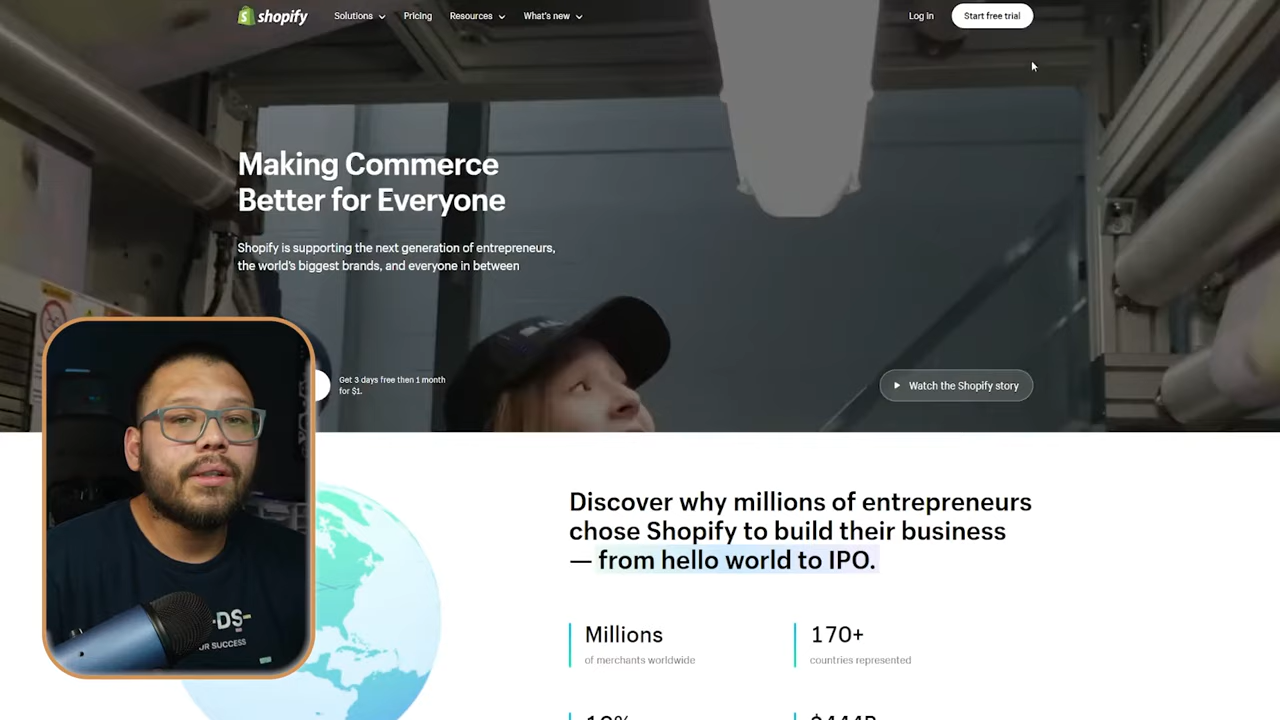 shopify
Solutions
Pricing
Resources
What's new
Log in
Start free trial
Making Commerce
Better for Everyone
Shopify is supporting the next generation of entrepreneurs,
the world's biggest brands, and everyone in between
Get 3 days free then 1 month
for $1.
Watch the Shopify story
Discover why millions of entrepreneurs
chose Shopify to build their business
— from hello world to IPO.
Millions
of merchants worldwide
170+
countries represented
10%
$444B